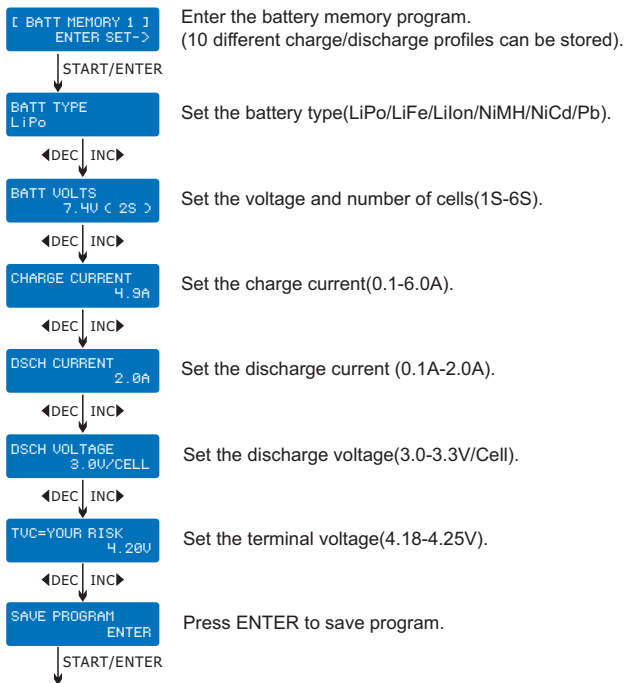 [ BATT MEMORY 1 ]
ENTER SET->
Enter the battery memory program.
(10 different charge/discharge profiles can be stored).
START/ENTER
BATT TYPE
LiPo
Set the battery type(LiPo/LiFe/LiIon/NiMH/NiCd/Pb).
◀DEC INC▶
BATT VOLTS
7.4V ( 2S )
Set the voltage and number of cells(1S-6S).
◀DEC INC▶
CHARGE CURRENT
4.9A
Set the charge current(0.1-6.0A).
◀DEC INC▶
DSCH CURRENT
2.0A
Set the discharge current (0.1A-2.0A).
◀DEC INC▶
DSCH VOLTAGE
3.0V/CELL
Set the discharge voltage(3.0-3.3V/Cell).
◀DEC INC▶
TVC=YOUR RISK
4.20V
Set the terminal voltage(4.18-4.25V).
◀DEC INC▶
SAVE PROGRAM
ENTER
Press ENTER to save program.
START/ENTER